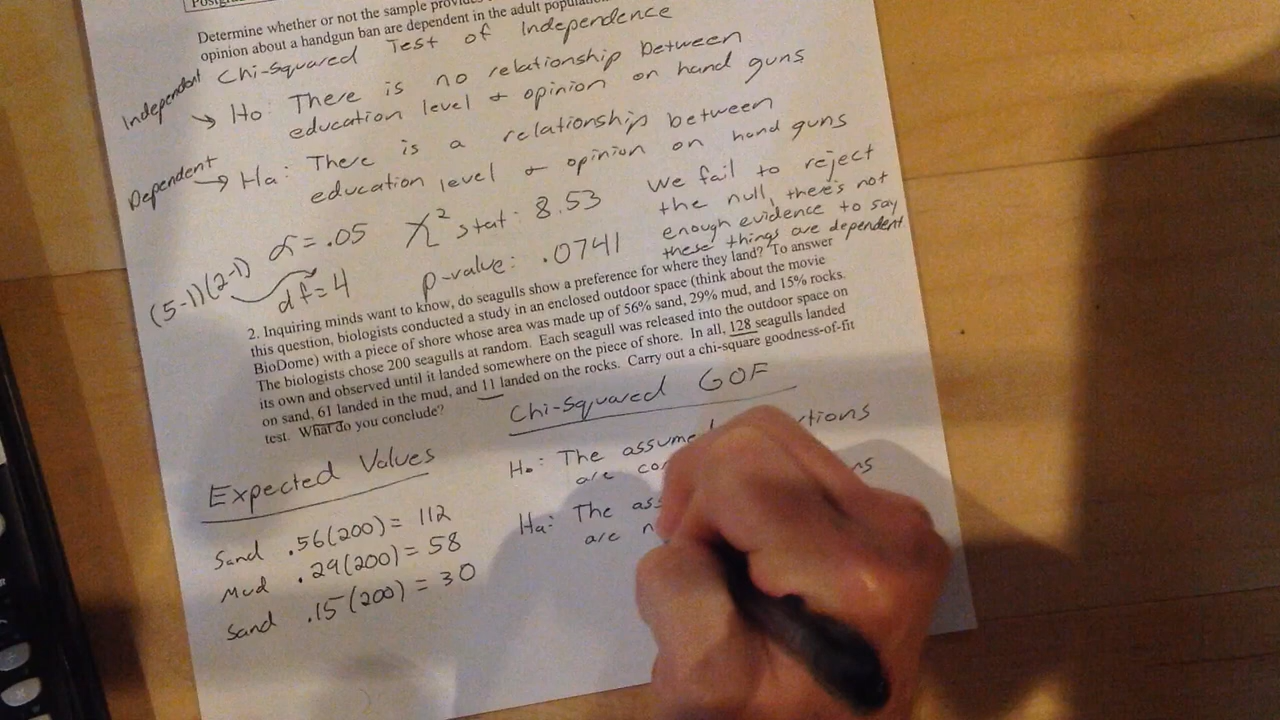 Determine whether or not the sample provides
opinion about a handgun ban are dependent in the adult
Chi-Squared Test of Independence
Independent → Ho: There is no relationship between
education level + opinion on hand guns
Dependent → Ha: There is a relationship between
education level + opinion on hand guns
α = .05 X² stat: 8.53
(5-1)(2-1) df = 4 p-value: .0741
We fail to reject
the null, there's not
enough evidence to say
these things are dependent
2. Inquiring minds want to know, do seagulls show a preference for where they land? To answer
this question, biologists conducted a study in an enclosed outdoor space (think about the movie
BioDome) with a piece of shore whose area was made up of 56% sand, 29% mud, and 15% rocks.
The biologists chose 200 seagulls at random. Each seagull was released into the outdoor space on
its own and observed until it landed somewhere on the piece of shore. In all, 128 seagulls landed
on sand, 61 landed in the mud, and 11 landed on the rocks. Carry out a chi-square goodness-of-fit
test. What do you conclude?
Chi-Squared GOF
Ho: The assume
are
Ha: The
are
Expected Values
Sand .56(200) = 112
Mud .29(200) = 58
Sand .15(200) = 30